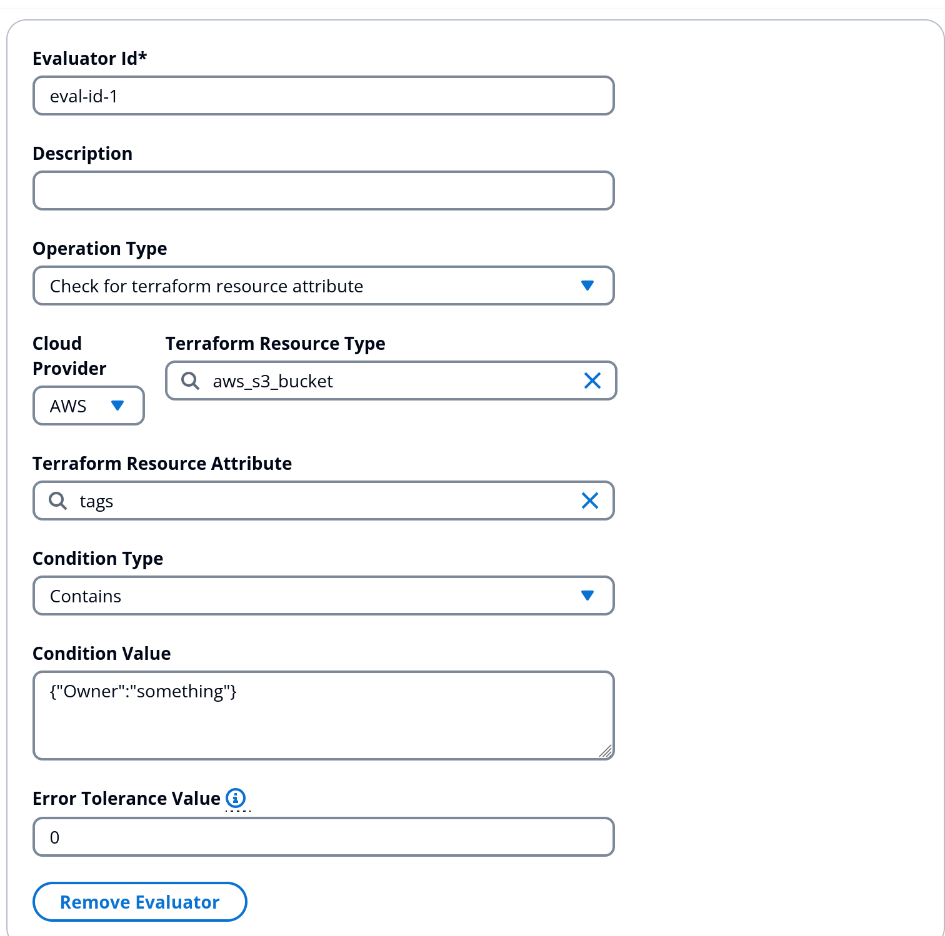 Evaluator Id*
eval-id-1
Description
Operation Type
Check for terraform resource attribute
Cloud
Provider
AWS
Terraform Resource Type
aws_s3_bucket
Terraform Resource Attribute
tags
Condition Type
Contains
Condition Value
{"Owner":"something"}
Error Tolerance Value
0
Remove Evaluator